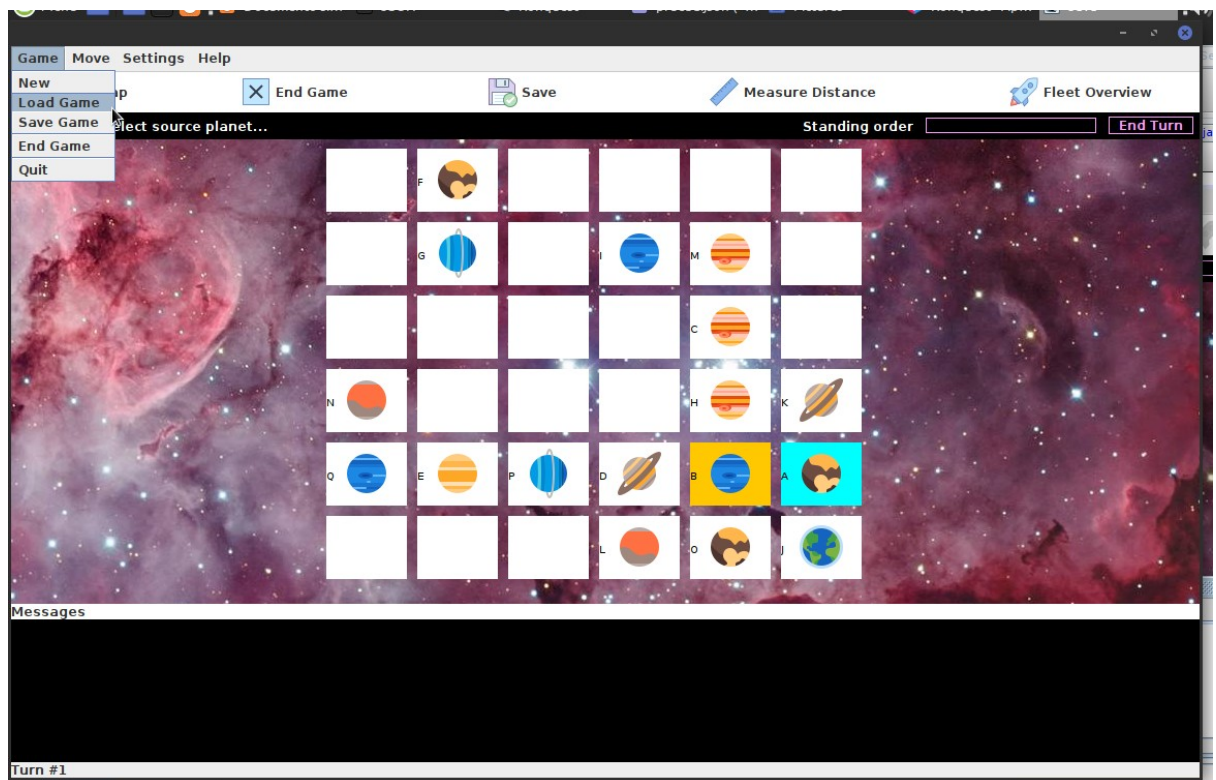 Game Move Settings Help
New
Load Game
Save Game
End Game
Quit
End Game
Save
Measure Distance
Fleet Overview
elect source planet...
Standing order
End Turn
F
G I M
C
N H K
Q E P D B A
L O J
Messages
Turn #1